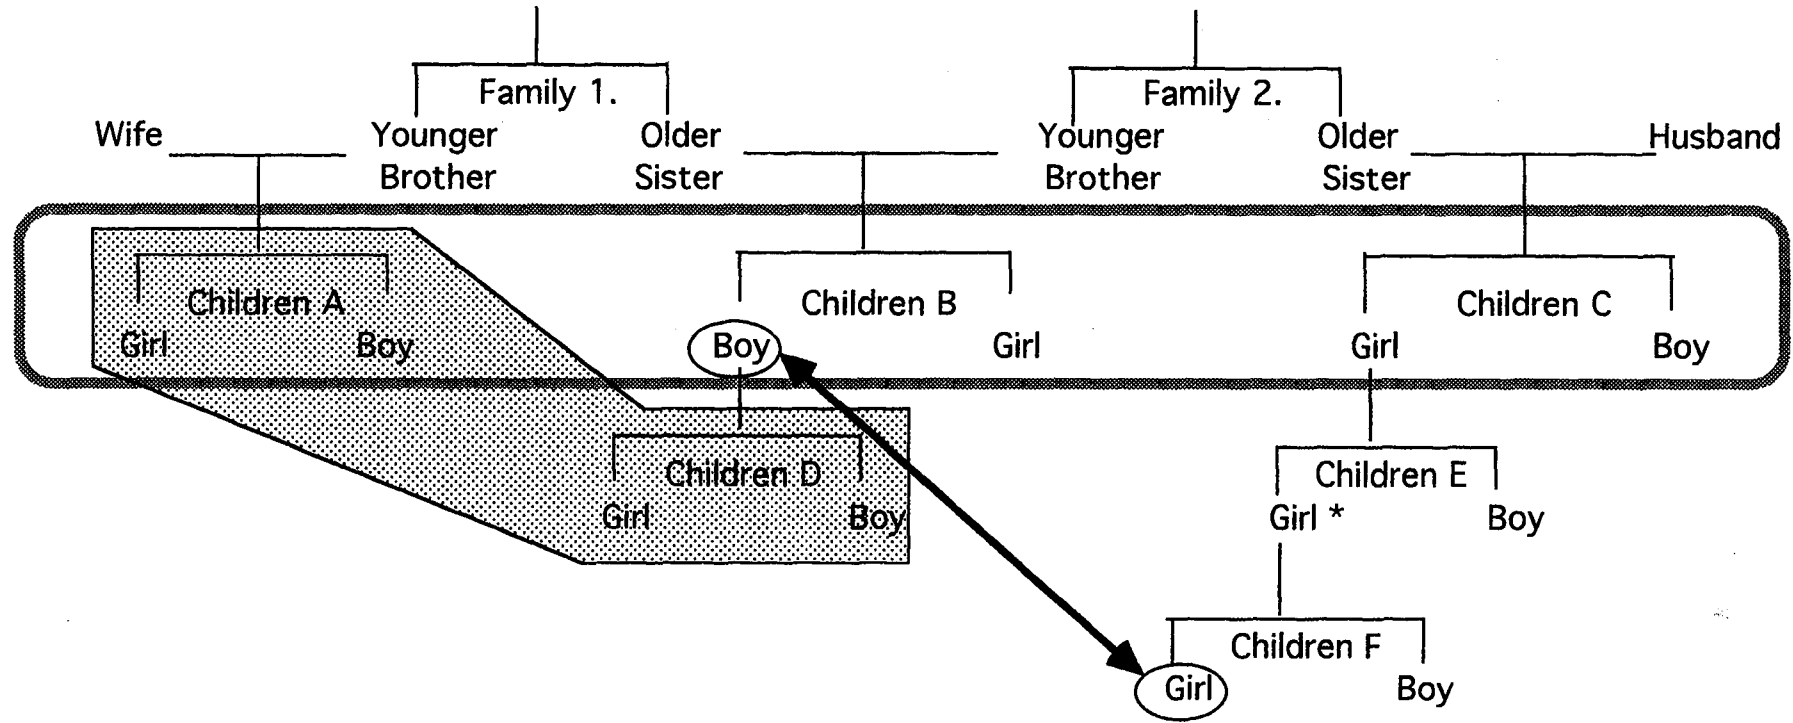 Family 1.
Family 2.
Wife
Younger Brother
Older Sister
Younger Brother
Older Sister
Husband
Children A
Girl
Boy
Children B
Boy
Girl
Children C
Girl
Boy
Children D
Girl
Boy
Children E
Girl *
Boy
Children F
Girl
Boy